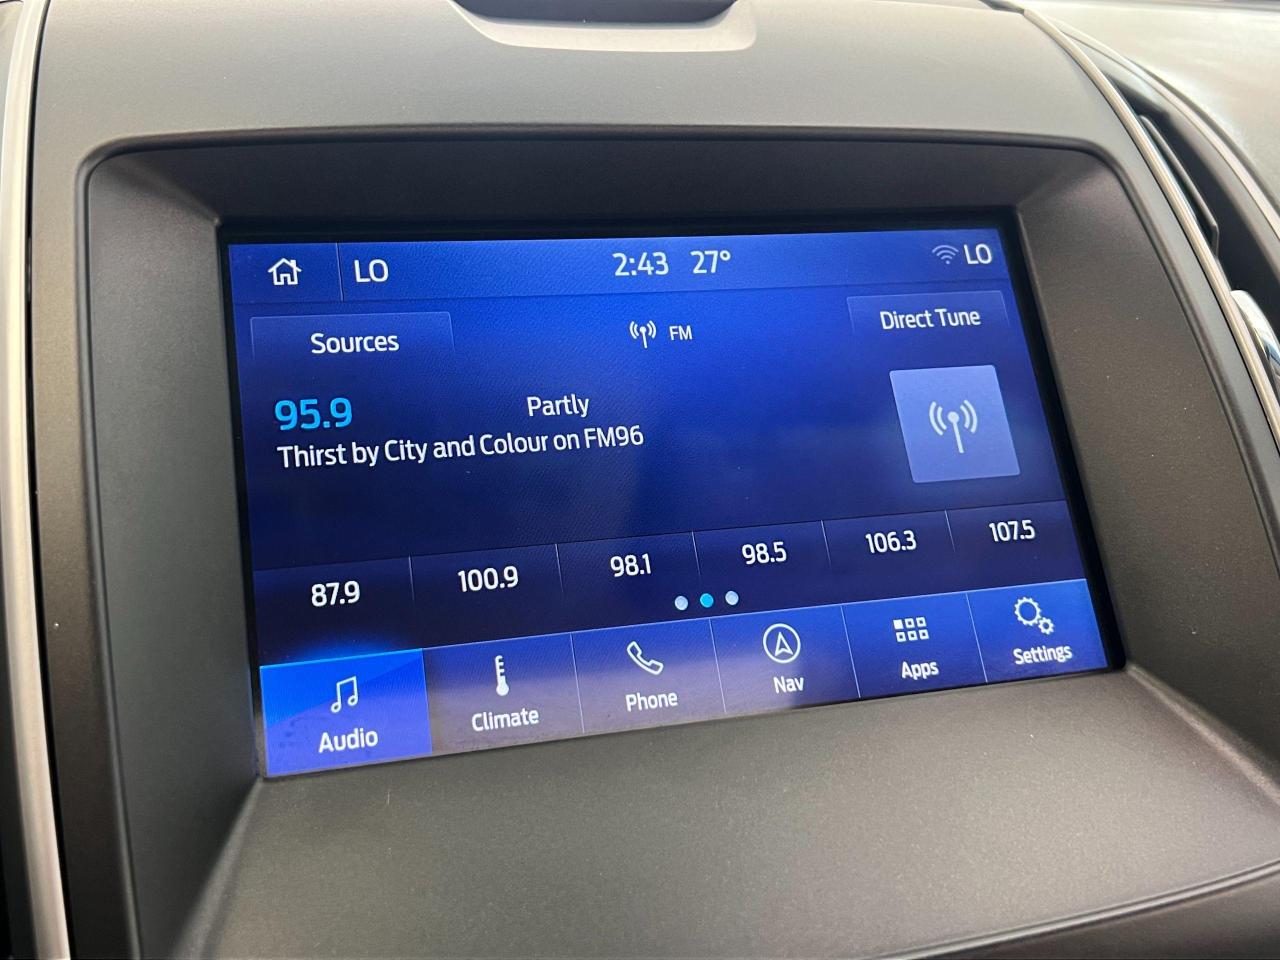 LO 2:43 27° LO
Sources FM Direct Tune
95.9 Partly
Thirst by City and Colour on FM96
87.9 100.9 98.1 98.5 106.3 107.5
Audio Climate Phone Nav Apps Settings